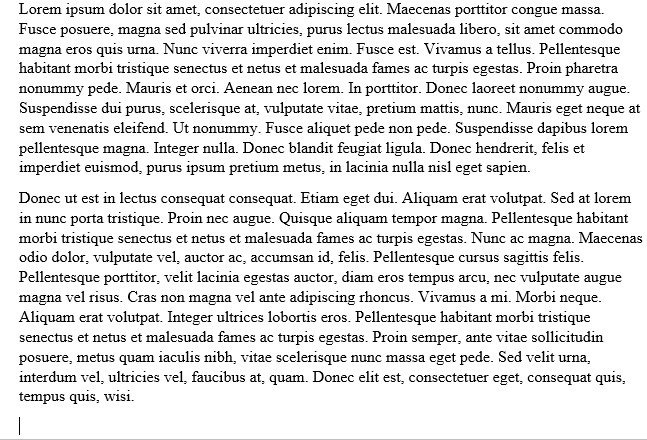 Lorem ipsum dolor sit amet, consectetuer adipiscing elit. Maecenas porttitor congue massa.
Fusce posuere, magna sed pulvinar ultricies, purus lectus malesuada libero, sit amet commodo
magna eros quis urna. Nunc viverra imperdiet enim. Fusce est. Vivamus a tellus. Pellentesque
habitant morbi tristique senectus et netus et malesuada fames ac turpis egestas. Proin pharetra
nonummy pede. Mauris et orci. Aenean nec lorem. In porttitor. Donec laoreet nonummy augue.
Suspendisse dui purus, scelerisque at, vulputate vitae, pretium mattis, nunc. Mauris eget neque at
sem venenatis eleifend. Ut nonummy. Fusce aliquet pede non pede. Suspendisse dapibus lorem
pellentesque magna. Integer nulla. Donec blandit feugiat ligula. Donec hendrerit, felis et
imperdiet euismod, purus ipsum pretium metus, in lacinia nulla nisl eget sapien.
Donec ut est in lectus consequat consequat. Etiam eget dui. Aliquam erat volutpat. Sed at lorem
in nunc porta tristique. Proin nec augue. Quisque aliquam tempor magna. Pellentesque habitant
morbi tristique senectus et netus et malesuada fames ac turpis egestas. Nunc ac magna. Maecenas
odio dolor, vulputate vel, auctor ac, accumsan id, felis. Pellentesque cursus sagittis felis.
Pellentesque porttitor, velit lacinia egestas auctor, diam eros tempus arcu, nec vulputate augue
magna vel risus. Cras non magna vel ante adipiscing rhoncus. Vivamus a mi. Morbi neque.
Aliquam erat volutpat. Integer ultrices lobortis eros. Pellentesque habitant morbi tristique
senectus et netus et malesuada fames ac turpis egestas. Proin semper, ante vitae sollicitudin
posuere, metus quam iaculis nibh, vitae scelerisque nunc massa eget pede. Sed velit urna,
interdum vel, ultricies vel, faucibus at, quam. Donec elit est, consectetuer eget, consequat quis,
tempus quis, wisi.